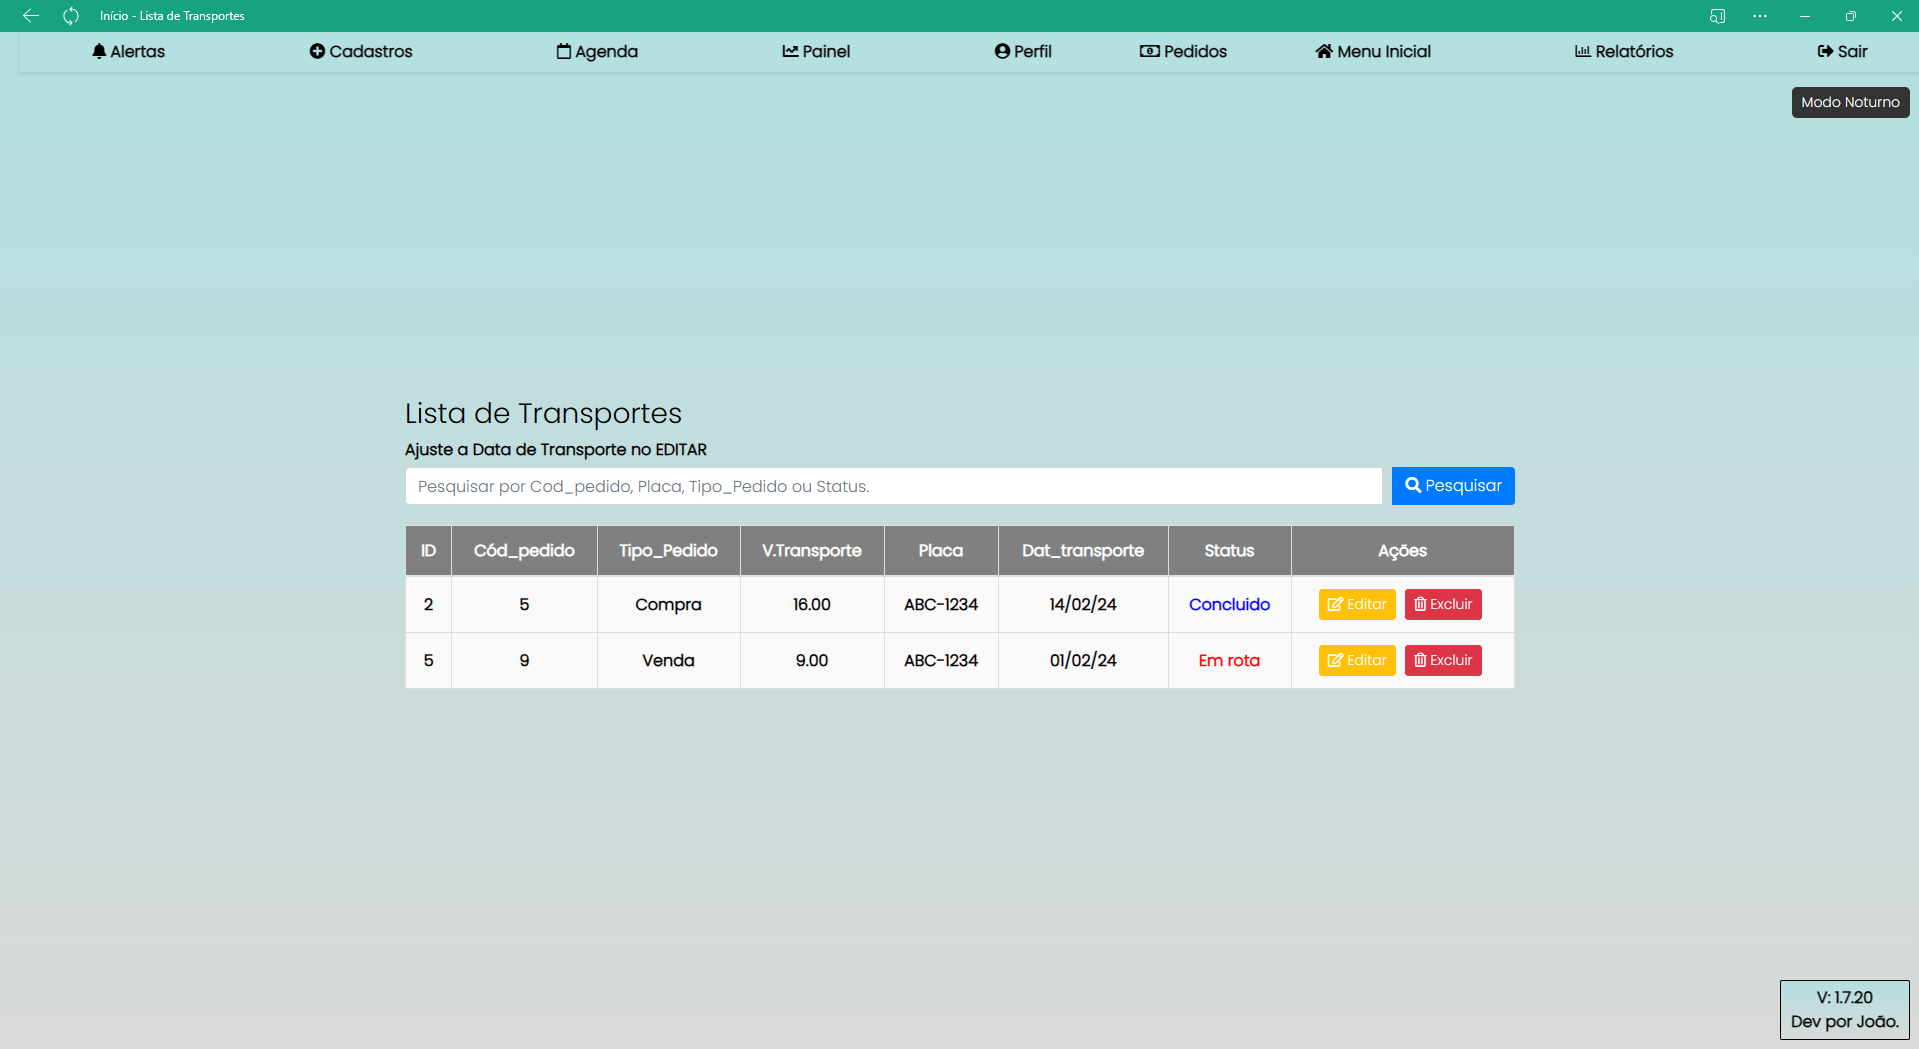 Início - Lista de Transportes
Alertas Cadastros Agenda Painel Perfil Pedidos Menu Inicial Relatórios Sair
Modo Noturno
Lista de Transportes
Ajuste a Data de Transporte no EDITAR
Pesquisar por Cod_pedido, Placa, Tipo_Pedido ou Status. Pesquisar
ID Cód_pedido Tipo_Pedido V.Transporte Placa Dat_transporte Status Ações
2 5 Compra 16.00 ABC-1234 14/02/24 Concluido Editar Excluir
5 9 Venda 9.00 ABC-1234 01/02/24 Em rota Editar Excluir
V: 1.7.20
Dev por João.